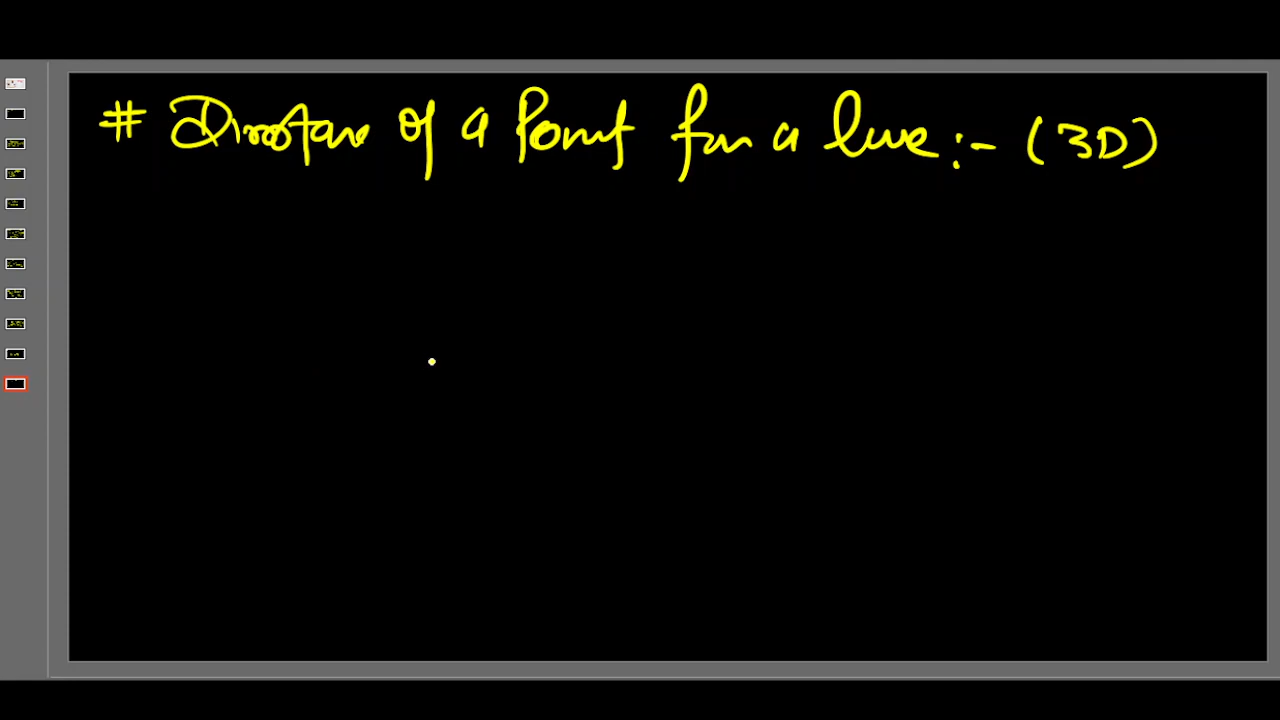 # Distance of a Point from a line :- (3D)